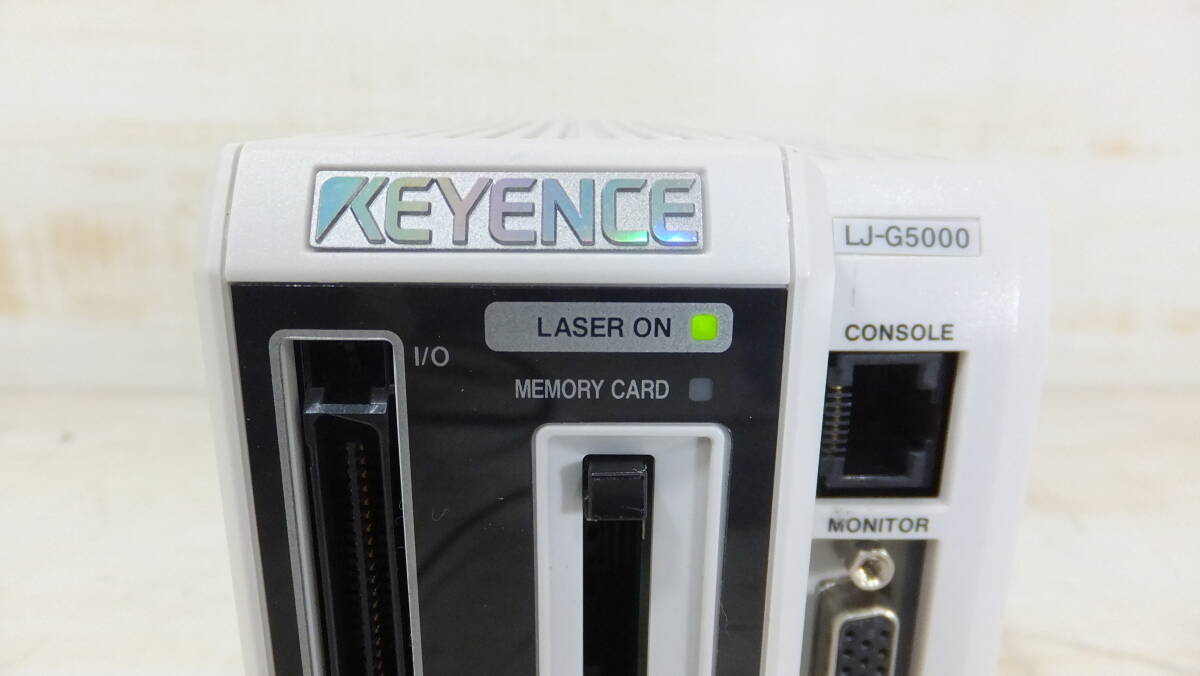 KEYENCE
LJ-G5000
LASER ON
I/O
MEMORY CARD
CONSOLE
MONITOR